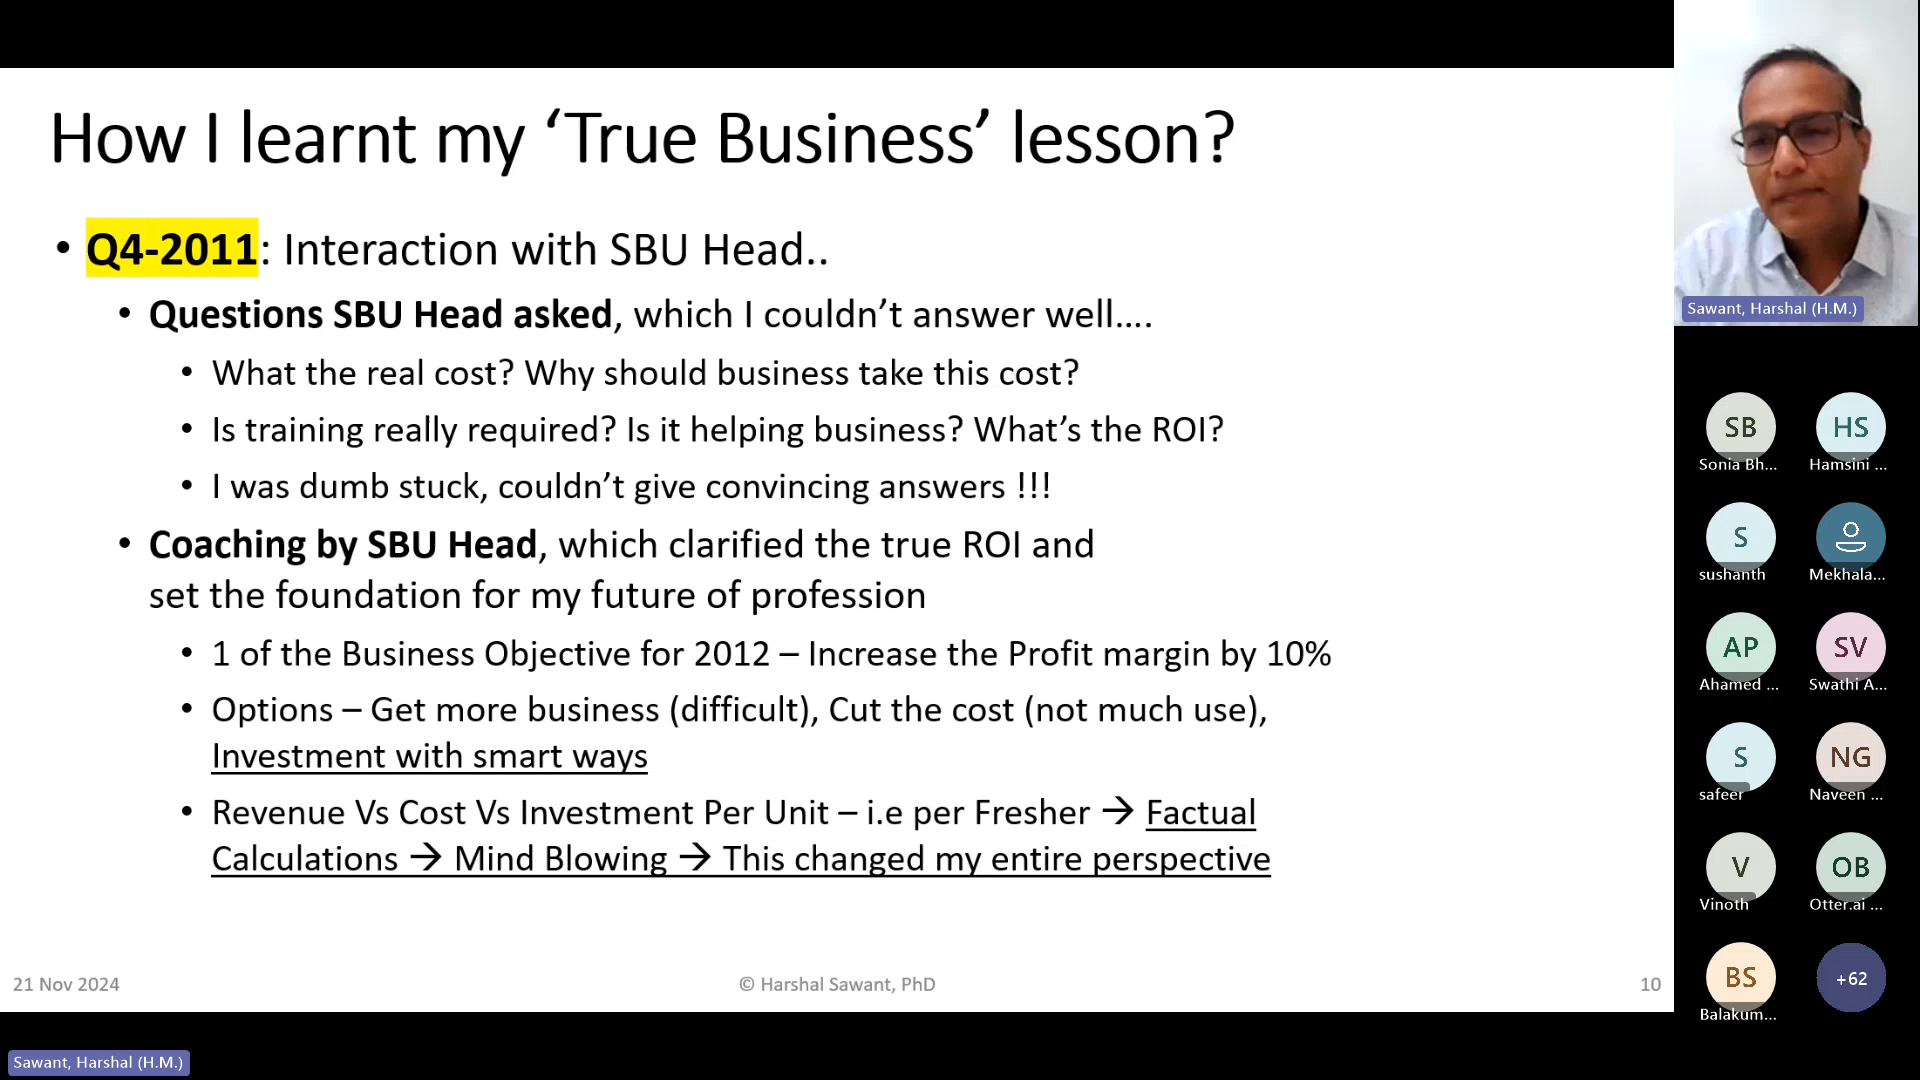 How I learnt my ‘True Business’ lesson?
• Q4-2011: Interaction with SBU Head..
• Questions SBU Head asked, which I couldn’t answer well....
• What the real cost? Why should business take this cost?
• Is training really required? Is it helping business? What’s the ROI?
• I was dumb stuck, couldn’t give convincing answers !!!
• Coaching by SBU Head, which clarified the true ROI and
set the foundation for my future of profession
• 1 of the Business Objective for 2012 – Increase the Profit margin by 10%
• Options – Get more business (difficult), Cut the cost (not much use),
Investment with smart ways
• Revenue Vs Cost Vs Investment Per Unit – i.e per Fresher → Factual
Calculations → Mind Blowing → This changed my entire perspective
21 Nov 2024
© Harshal Sawant, PhD
10
Sawant, Harshal (H.M.)
Sawant, Harshal (H.M.)
SB
HS
Sonia Bh...
Hamsini ...
S
sushanth
Mekhala...
AP
SV
Ahamed ...
Swathi A...
S
NG
safeer
Naveen ...
V
OB
Vinoth
Otter.ai ...
BS
+62
Balakum...